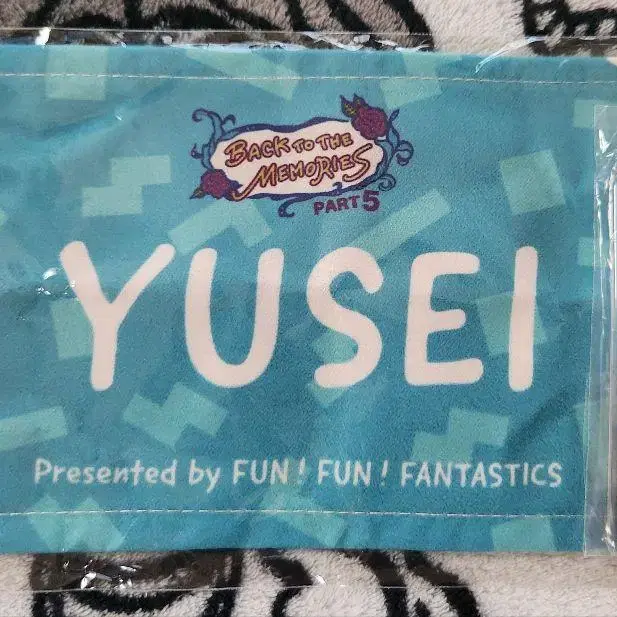 BACK TO THE
MEMORIES
PART 5
YUSEI
Presented by FUN! FUN! FANTASTICS